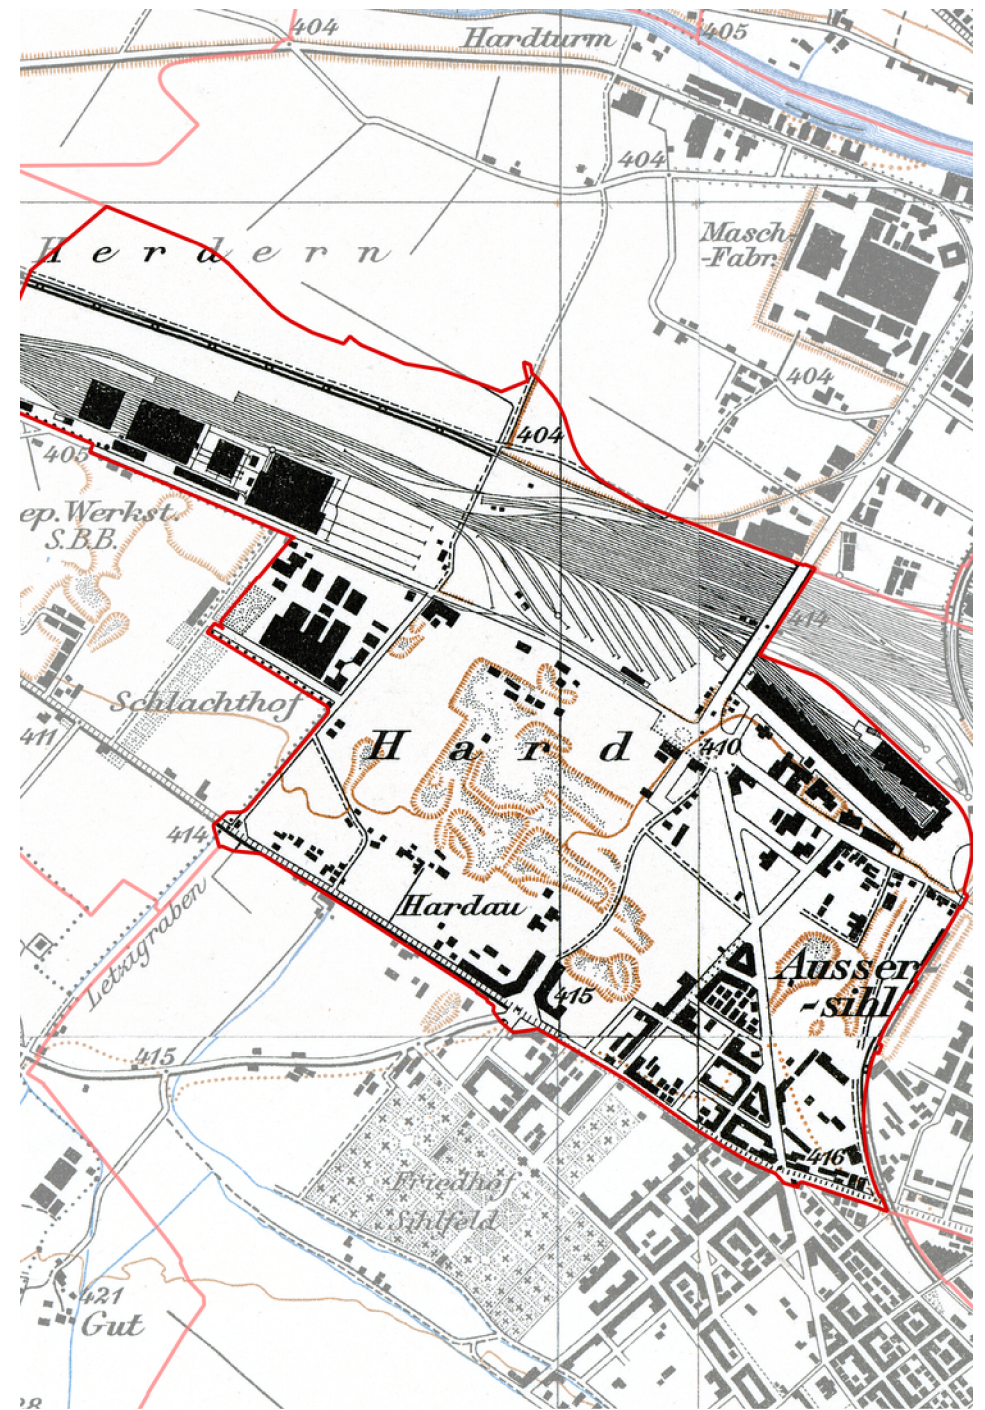 404
Hardturm
405
404
Masch-
-Fabr.
Herdern
404
404
405
ep. Werkst.
S.B.B.
414
Schlachthof
411
Hard
410
414
Hardau
Letzigraben
Ausser
-sihl
415
415
416
Friedhof
Sihlfeld
421
Gut
28